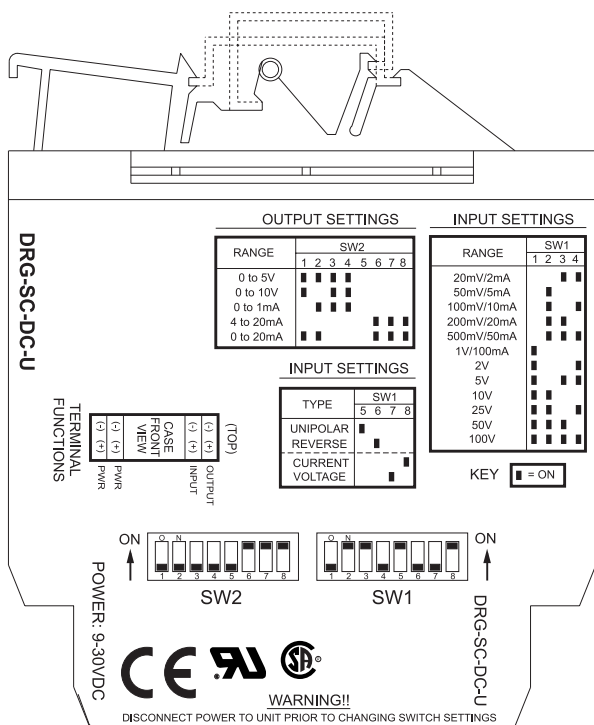 DRG-SC-DC-U
OUTPUT SETTINGS
RANGE SW2
1 2 3 4 5 6 7 8
0 to 5V
0 to 10V
0 to 1mA
4 to 20mA
0 to 20mA
INPUT SETTINGS
RANGE SW1
1 2 3 4
20mV/2mA
50mV/5mA
100mV/10mA
200mV/20mA
500mV/50mA
1V/100mA
2V
5V
10V
25V
50V
100V
INPUT SETTINGS
TYPE SW1
5 6 7 8
UNIPOLAR
REVERSE
CURRENT
VOLTAGE
KEY = ON
TERMINAL
FUNCTIONS
(-) (-) CASE (-) (-)
(+) (+) FRONT (+) (+)
VIEW
(TOP)
PWR PWR INPUT OUTPUT
ON
O N
1 2 3 4 5 6 7 8
SW2
O N
1 2 3 4 5 6 7 8
SW1
ON
POWER: 9-30VDC
DRG-SC-DC-U
CE
RU
SA
WARNING!!
DISCONNECT POWER TO UNIT PRIOR TO CHANGING SWITCH SETTINGS